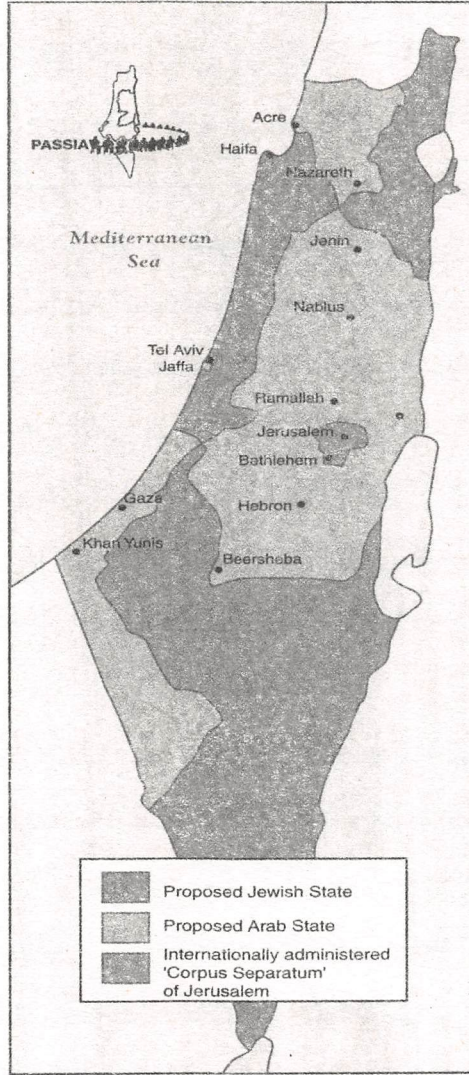 Acre
PASSIA
Haifa
Nazareth
Mediterranean
Sea
Jenin
Nablus
Tel Aviv
Jaffa
Ramallah
Jerusalem
Bathlehem
Gaza
Hebron
Khan Yunis
Beersheba
Proposed Jewish State
Proposed Arab State
Internationally administered
'Corpus Separatum'
of Jerusalem